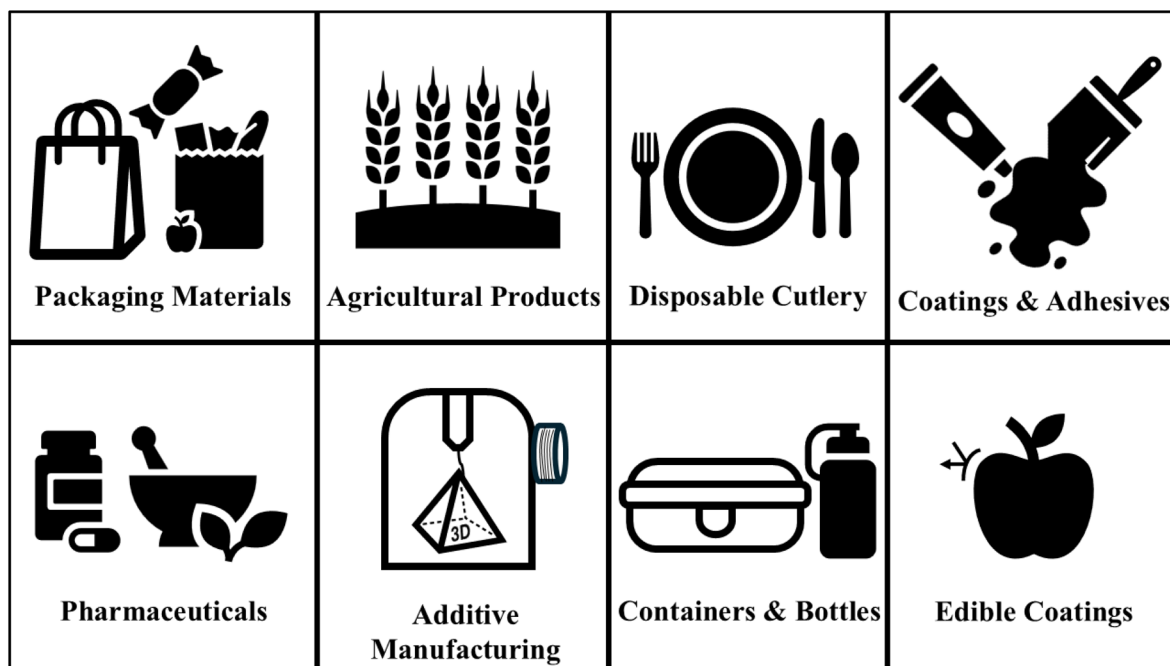 Packaging Materials
Agricultural Products
Disposable Cutlery
Coatings & Adhesives
3D
Pharmaceuticals
Additive
Manufacturing
Containers & Bottles
Edible Coatings